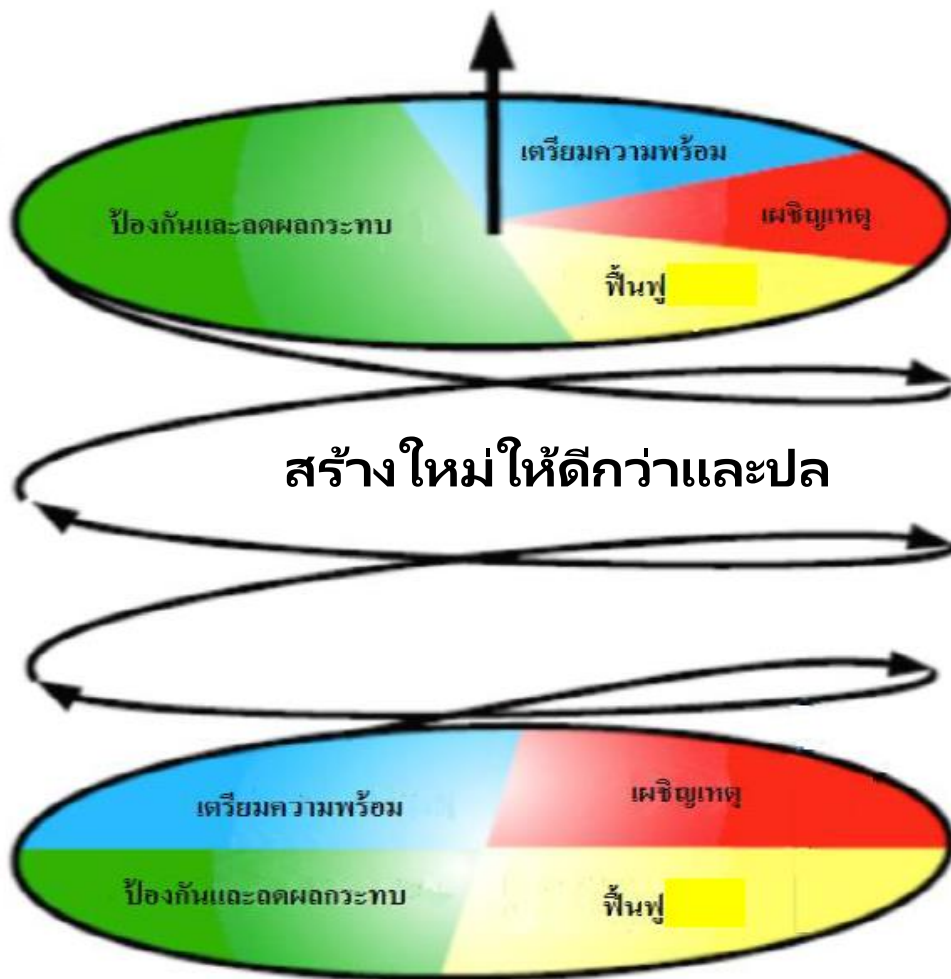 เตรียมความพร้อม
ป้องกันและลดผลกระทบ
เผชิญเหตุ
ฟื้นฟู
สร้างใหม่ให้ดีกว่าและปล
เตรียมความพร้อม
เผชิญเหตุ
ป้องกันและลดผลกระทบ
ฟื้นฟู